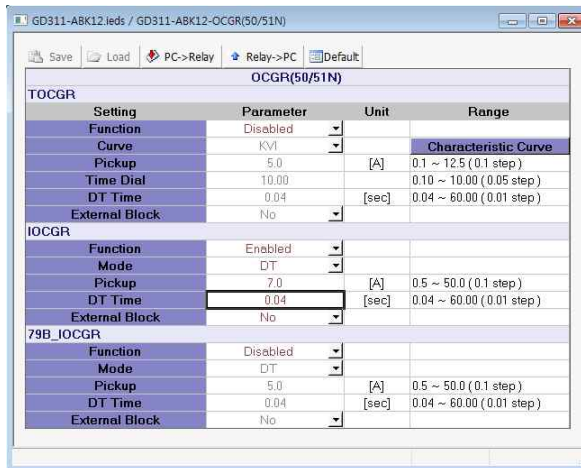 GD311-ABK12.ieds / GD311-ABK12-OCGR(50/51N)
Save Load PC->Relay Relay->PC Default
OCGR(50/51N)
TOCGR
Setting Parameter Unit Range
Function Disabled
Curve KVI Characteristic Curve
Pickup 5.0 [A] 0.1 ~ 12.5 ( 0.1 step )
Time Dial 10.00 0.10 ~ 10.00 ( 0.05 step )
DT Time 0.04 [sec] 0.04 ~ 60.00 ( 0.01 step )
External Block No
IOCGR
Function Enabled
Mode DT
Pickup 7.0 [A] 0.5 ~ 50.0 ( 0.1 step )
DT Time 0.04 [sec] 0.04 ~ 60.00 ( 0.01 step )
External Block No
79B_IOCGR
Function Disabled
Mode DT
Pickup 5.0 [A] 0.5 ~ 50.0 ( 0.1 step )
DT Time 0.04 [sec] 0.04 ~ 60.00 ( 0.01 step )
External Block No